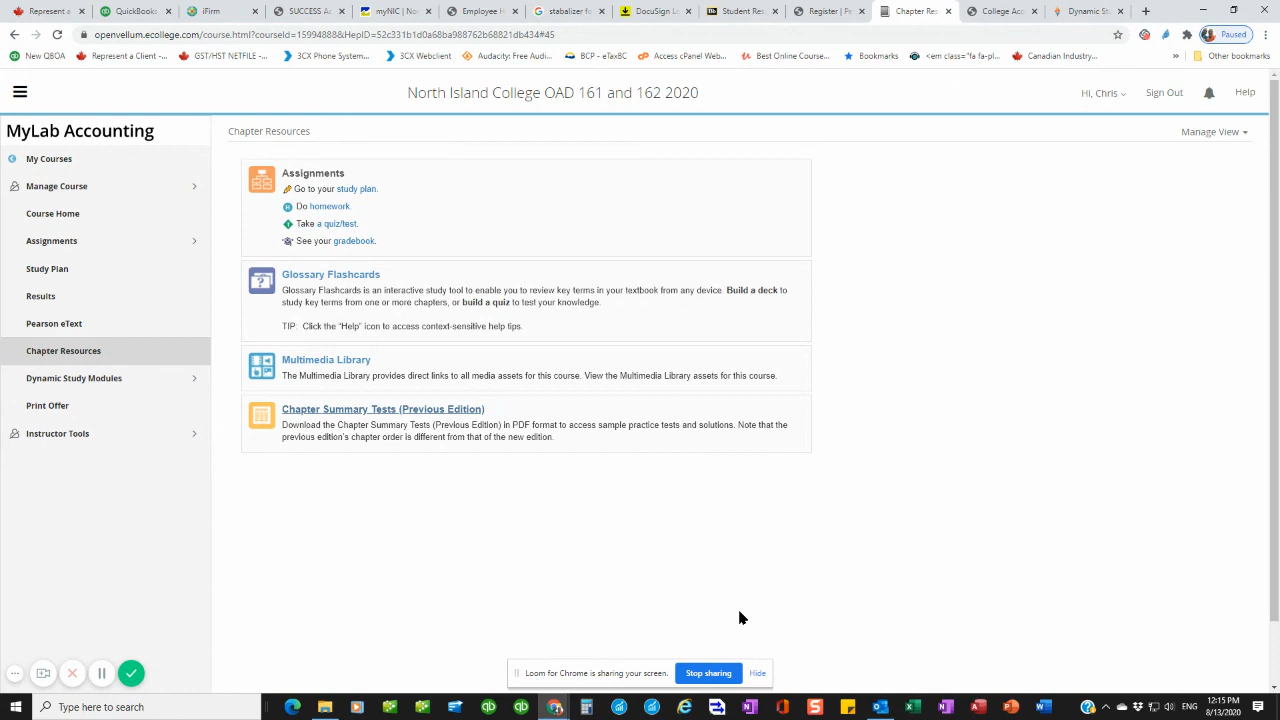 Represent a
QuickBooks
iFirm
SUCCESS Ac
myNIC | No
Employee H
stabalizer fo
DocuSign Lo
Student Res
Register | Pe
Chapter Res
College Acc
Dynamic St
openvellum.ecollege.com/course.html?courseId=15994888&HepID=52c331b1d0368ba988762b68821db434#45
Paused
New QBOA
Represent a Client -...
GST/HST NETFILE -...
3CX Phone System...
3CX Webclient
Audacity®ree Audio...
BCP - eTaxBC
Access cPanel Web...
Best Online Course...
Bookmarks
<em class="fa fa-pl...
Canadian Industry...
»
Other bookmarks
North Island College OAD 161 and 162 2020
Hi, Chris
Sign Out
Help
MyLab Accounting
My Courses
Manage Course
Course Home
Assignments
Study Plan
Results
Pearson eText
Chapter Resources
Dynamic Study Modules
Print Offer
Instructor Tools
Chapter Resources
Manage View
Assignments
Go to your study plan.
Do homework.
Take a quiz/test.
See your gradebook.
Glossary Flashcards
Glossary Flashcards is an interactive study tool to enable you to review key terms in your textbook from any device. Build a deck to
study key terms from one or more chapters, or build a quiz to test your knowledge.
TIP: Click the "Help" icon to access context-sensitive help tips.
Multimedia Library
The Multimedia Library provides direct links to all media assets for this course. View the Multimedia Library assets for this course.
Chapter Summary Tests (Previous Edition)
Download the Chapter Summary Tests (Previous Edition) in PDF format to access sample practice tests and solutions. Note that the
previous edition's chapter order is different from that of the new edition.
Loom for Chrome is sharing your screen.
Stop sharing
Hide
Type here to search
12:15 PM
8/13/2020